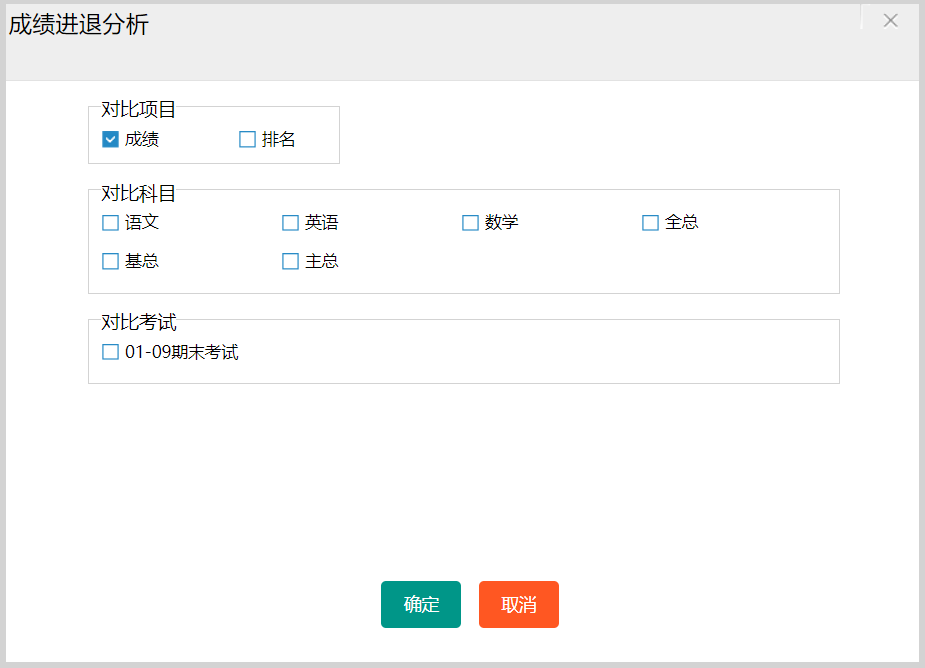 成绩进退分析
对比项目
成绩 排名
对比科目
语文 英语 数学 全总
基总 主总
对比考试
01-09期末考试
确定 取消